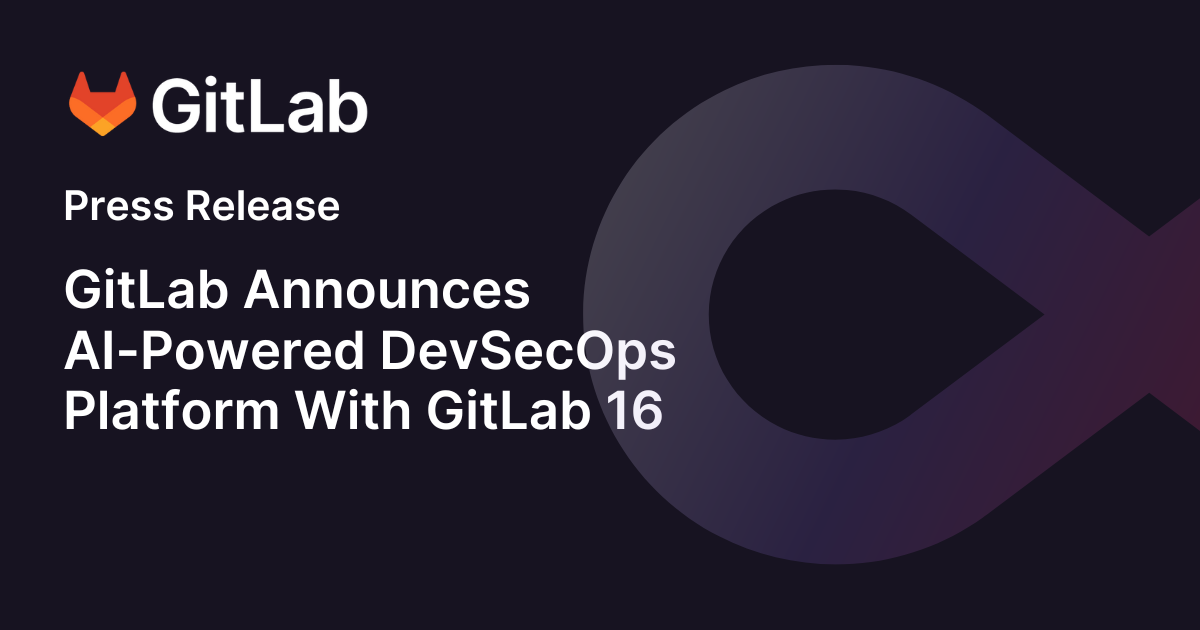 GitLab
Press Release
GitLab Announces
AI-Powered DevSecOps
Platform With GitLab 16